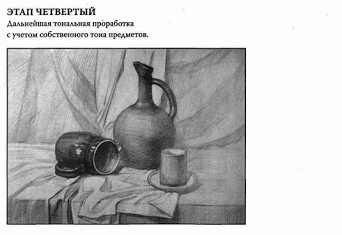 ЭТАП ЧЕТВЕРТЫЙ
Дальнейшая тональная проработка
с учетом собственного тона предметов.